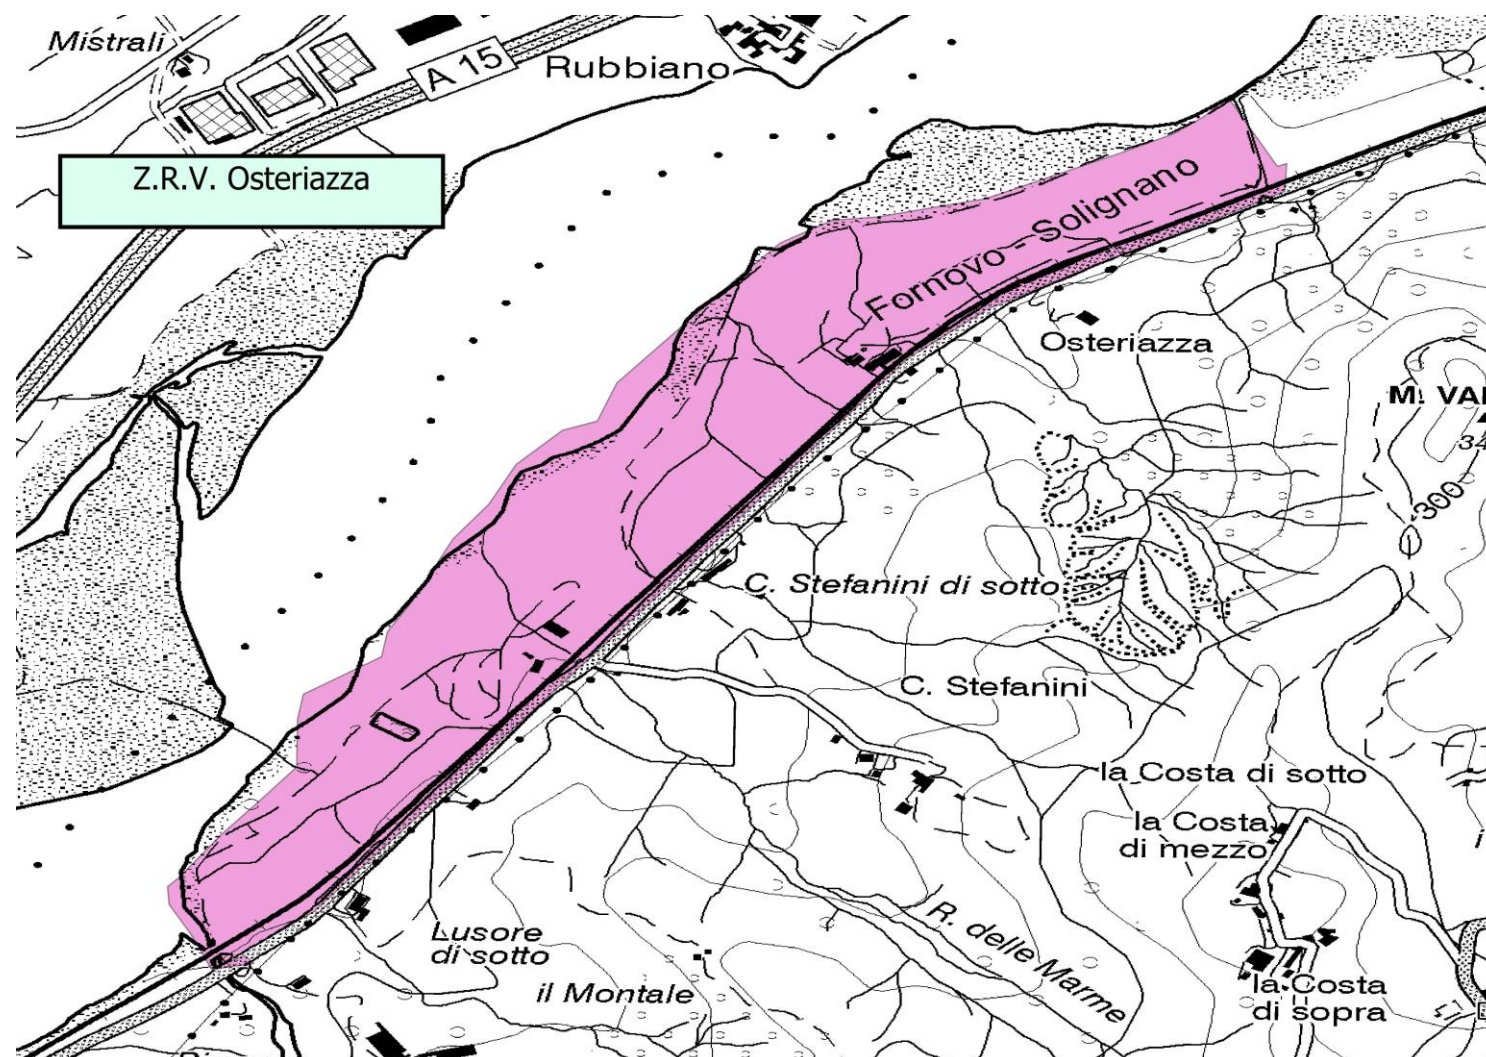 Mistrali
A 15
Rubbiano
Z.R.V. Osteriazza
Fornovo - Solignano
Osteriazza
300
C. Stefanini di sotto
C. Stefanini
la Costa di sotto
la Costa
di mezzo
R. delle Marme
Lusore
di sotto
il Montale
la Costa
di sopra